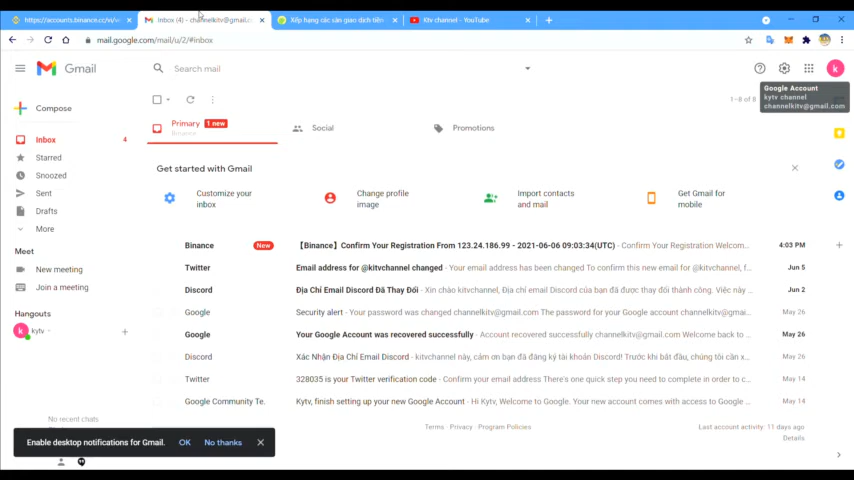 https://accounts.binance.cc/vi/v
Inbox (4) - channelkitv@gmail.c
Xếp hạng các sàn giao dịch tiền
Ktv channel - YouTube
mail.google.com/mail/u/2/#inbox
Gmail
Search mail
k
Google Account
kytv channel
channelkitv@gmail.com
Compose
1–8 of 8
Primary 1 new
Binance
Social
Promotions
Inbox 4
Starred
Snoozed
Sent
Drafts
More
Get started with Gmail
Customize your inbox
Change profile image
Import contacts and mail
Get Gmail for mobile
Binance New 【Binance】Confirm Your Registration From 123.24.186.99 - 2021-06-06 09:03:34(UTC) - Confirm Your Registration Welcom... 4:03 PM
Twitter Email address for @kitvchannel changed - Your email address has been changed To confirm this new email for @kitvchannel, f... Jun 5
Discord Địa Chỉ Email Discord Đã Thay Đổi - Xin chào kitvchannel, Địa chỉ email Discord của bạn đã được thay đổi thành công. Việc này ... Jun 2
Google Security alert - Your password was changed channelkitv@gmail.com The password for your Google account channelkitv@gmail.com ... May 26
Google Your Google Account was recovered successfully - Account recovered successfully channelkitv@gmail.com Welcome back to ... May 26
Discord Xác Nhận Địa Chỉ Email Discord - kitvchannel, cảm ơn bạn đã đăng ký tài khoản Discord! Trước khi bắt đầu, chúng tôi cần x... May 26
Twitter 328035 is your Twitter verification code - Confirm your email address There's one quick step you need to complete in order to c... May 14
Google Community Te. Kytv, finish setting up your new Google Account - Hi Kytv, Welcome to Google. Your new account comes with access to Google ... May 14
Meet
New meeting
Join a meeting
Hangouts
k kytv
No recent chats
Terms · Privacy · Program Policies
Last account activity: 11 days ago
Details
Enable desktop notifications for Gmail. OK No thanks